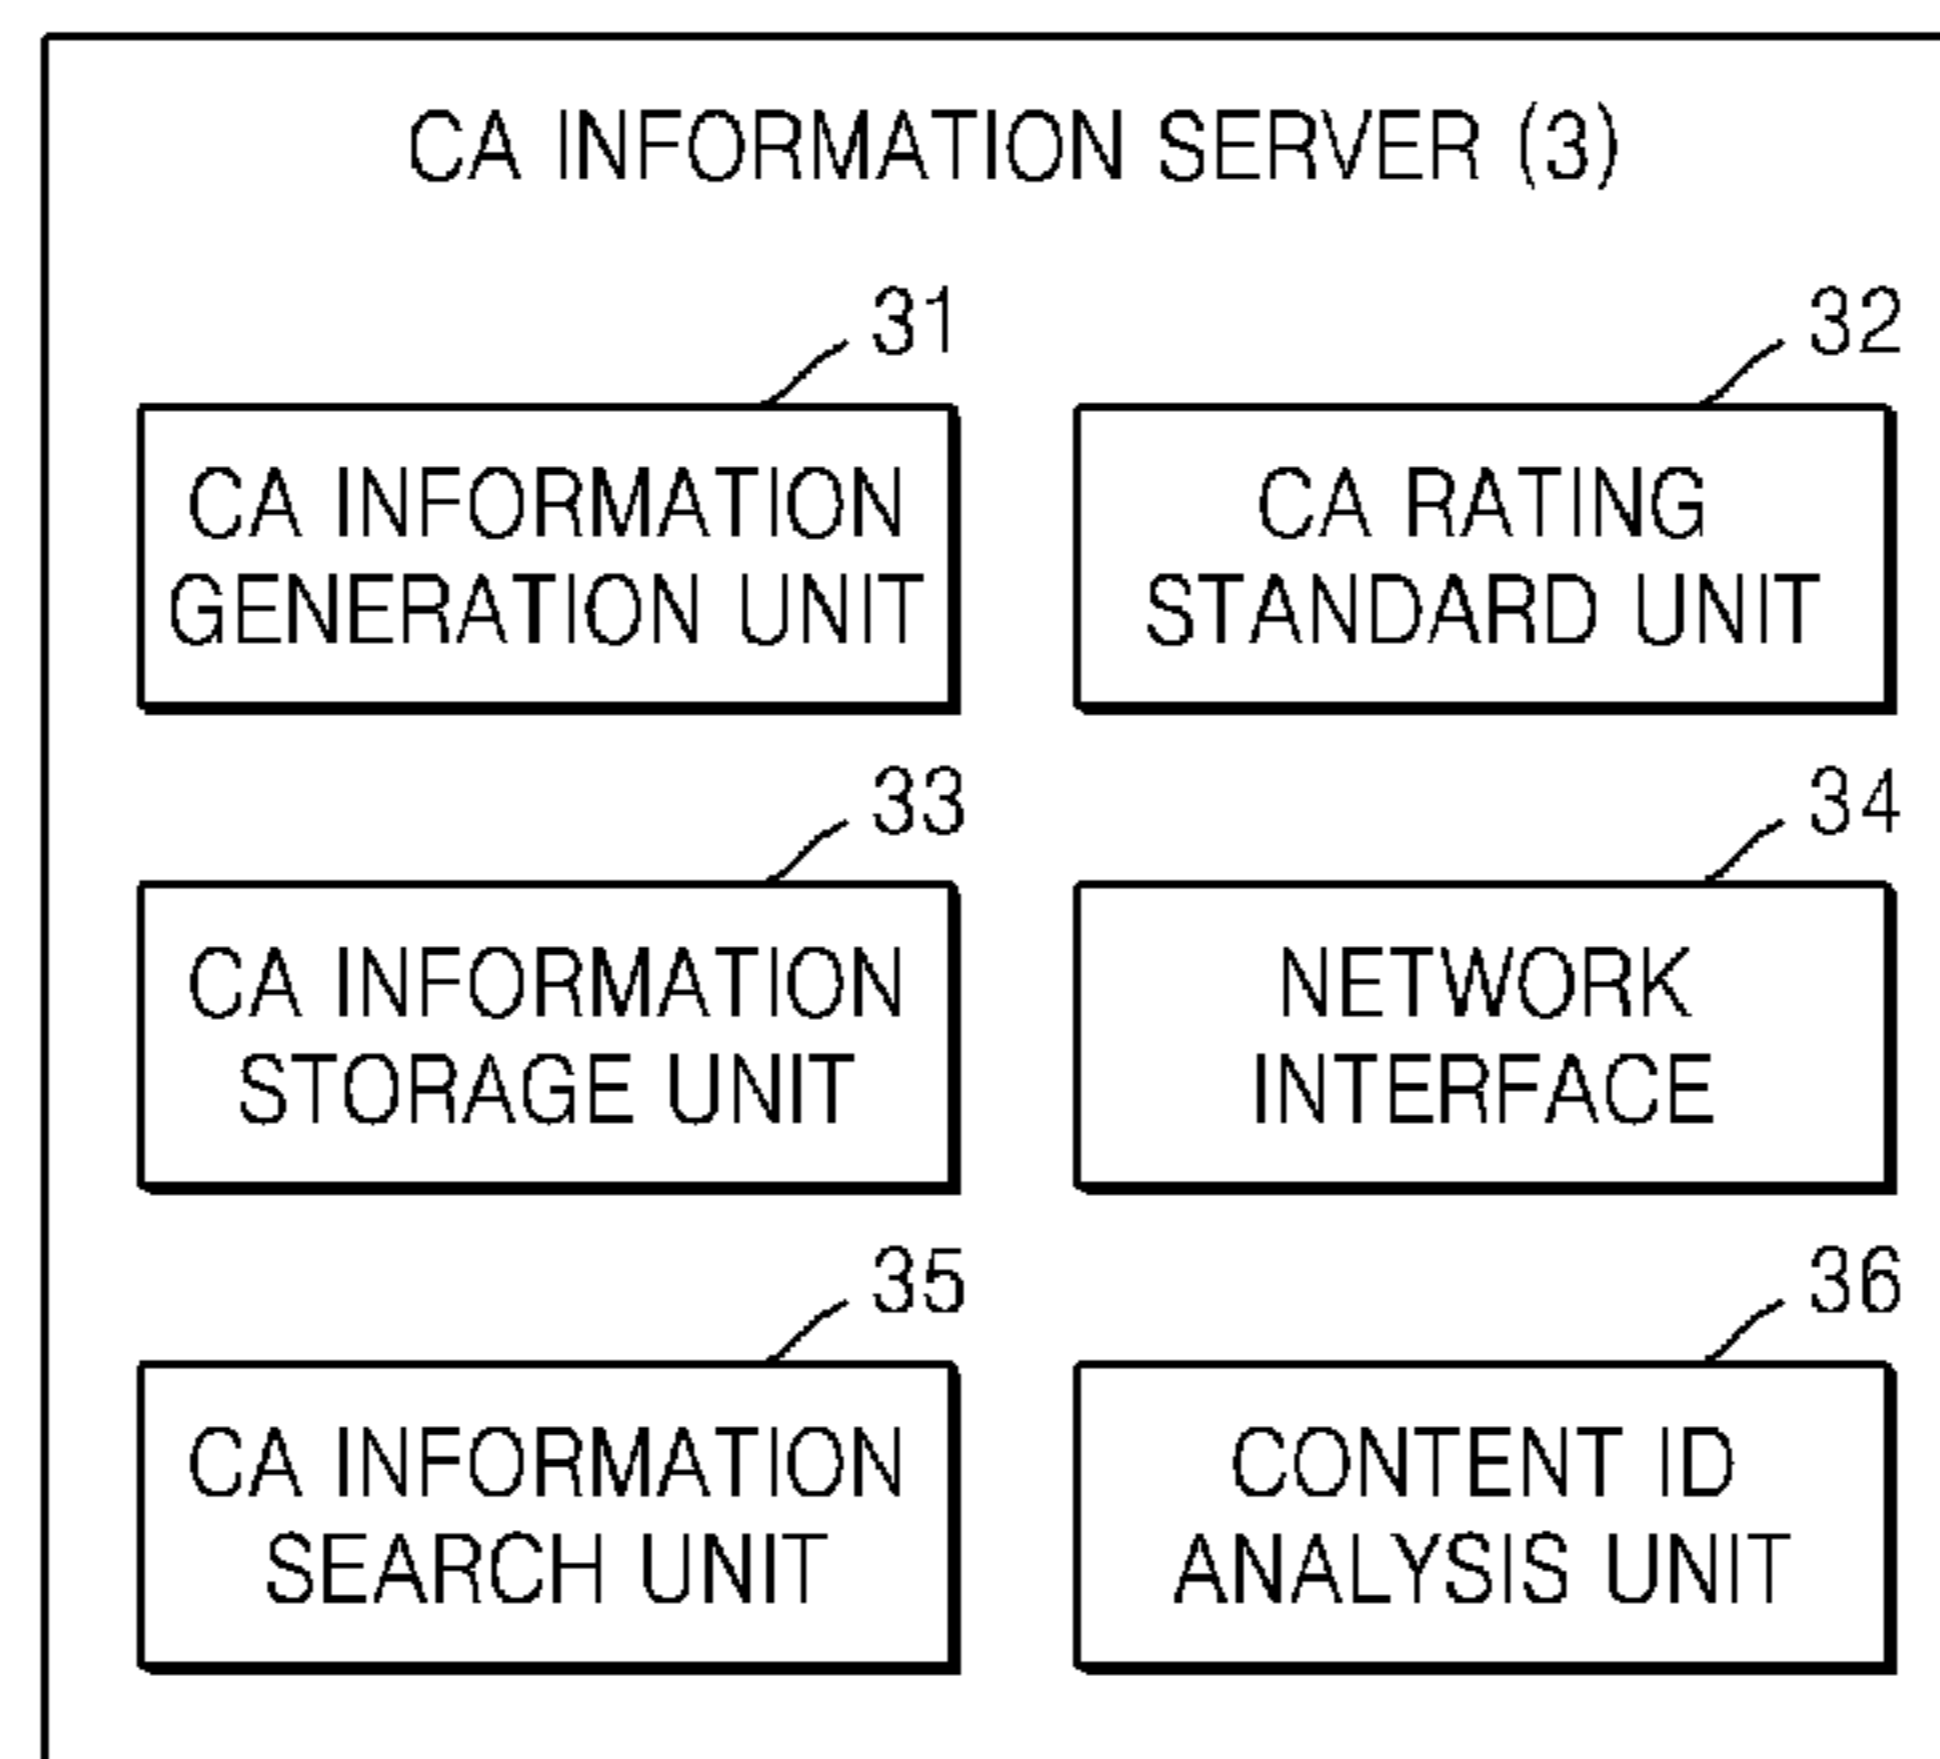 CA INFORMATION SERVER (3)
31
CA INFORMATION
GENERATION UNIT
32
CA RATING
STANDARD UNIT
33
CA INFORMATION
STORAGE UNIT
34
NETWORK
INTERFACE
35
CA INFORMATION
SEARCH UNIT
36
CONTENT ID
ANALYSIS UNIT